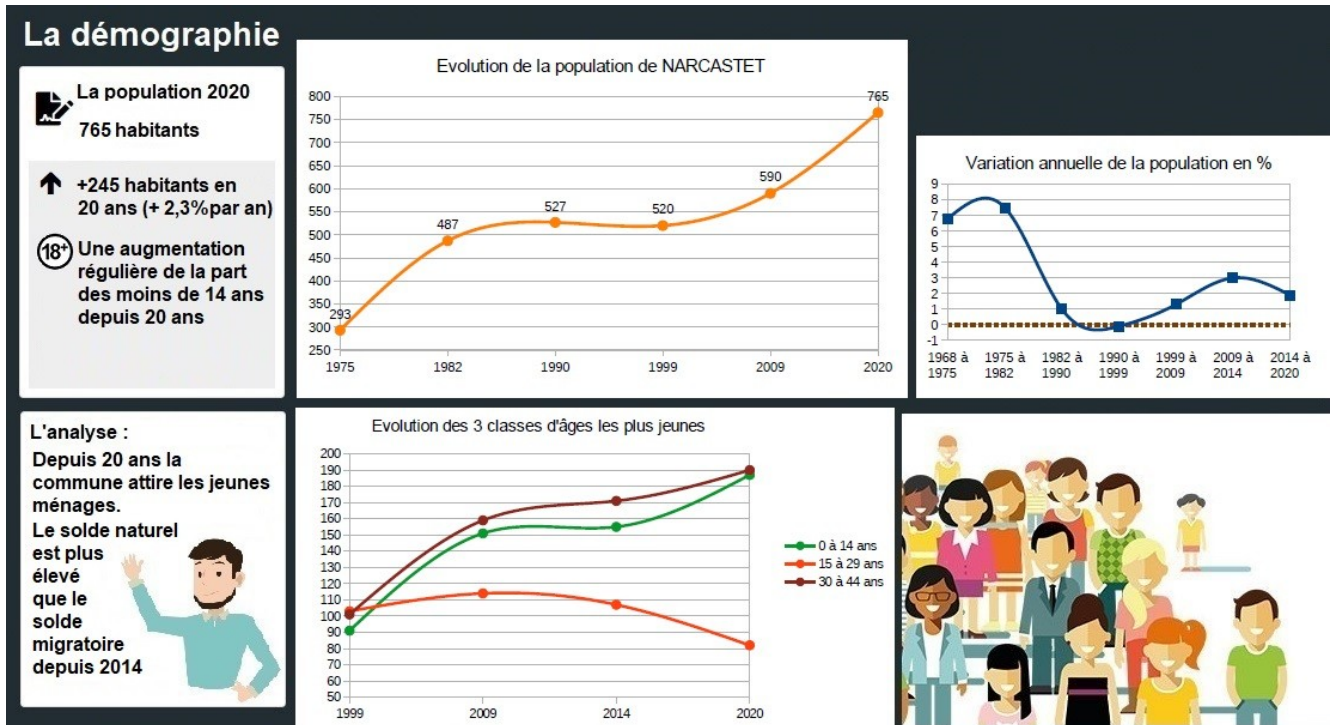 La démographie
La population 2020
765 habitants
+245 habitants en
20 ans (+ 2,3%par an)
18+
Une augmentation
régulière de la part
des moins de 14 ans
depuis 20 ans
Evolution de la population de NARCASTET
800
750
700
650
600
550
500
450
400
350
300
250
293
487
527
520
590
765
1975
1982
1990
1999
2009
2020
Variation annuelle de la population en %
9
8
7
6
5
4
3
2
1
0
-1
1968 à
1975
1975 à
1982
1982 à
1990
1990 à
1999
1999 à
2009
2009 à
2014
2014 à
2020
L'analyse :
Depuis 20 ans la
commune attire les jeunes
ménages.
Le solde naturel
est plus
élevé
que le
solde
migratoire
depuis 2014
Evolution des 3 classes d'âges les plus jeunes
200
190
180
170
160
150
140
130
120
110
100
90
80
70
60
50
1999
2009
2014
2020
0 à 14 ans
15 à 29 ans
30 à 44 ans